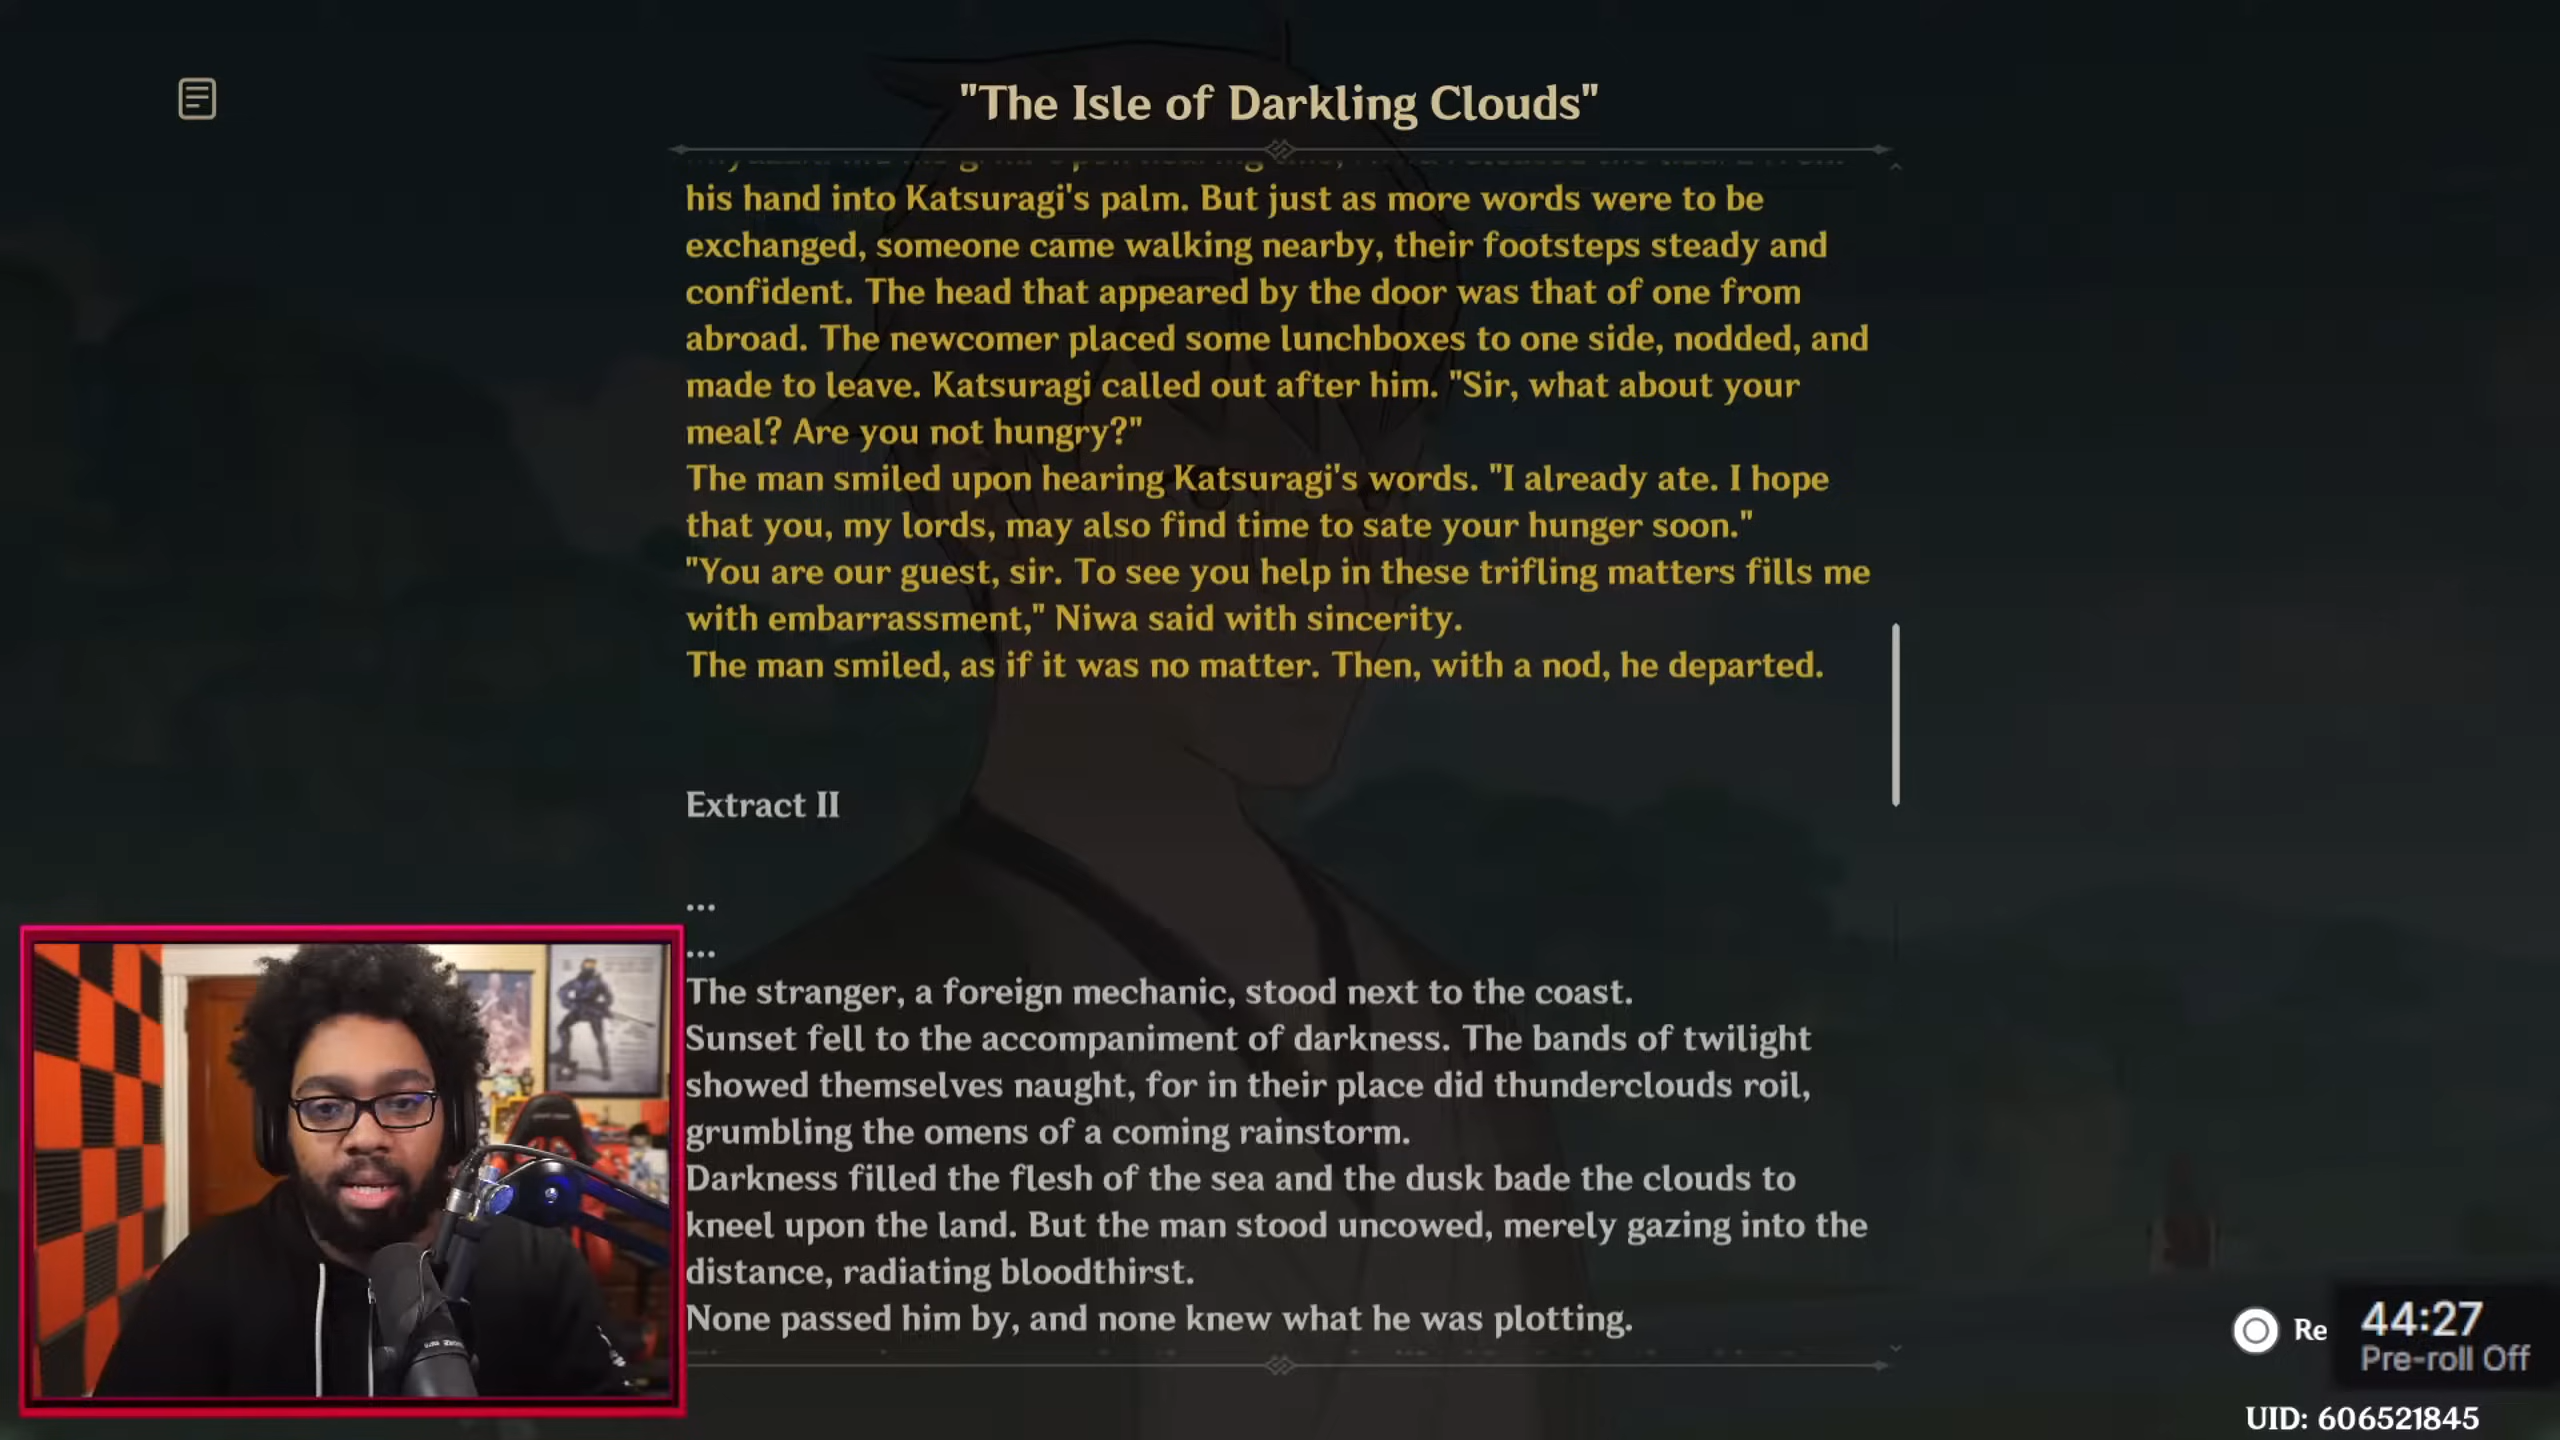 "The Isle of Darkling Clouds"
his hand into Katsuragi's palm. But just as more words were to be
exchanged, someone came walking nearby, their footsteps steady and
confident. The head that appeared by the door was that of one from
abroad. The newcomer placed some lunchboxes to one side, nodded, and
made to leave. Katsuragi called out after him. "Sir, what about your
meal? Are you not hungry?"
The man smiled upon hearing Katsuragi's words. "I already ate. I hope
that you, my lords, may also find time to sate your hunger soon."
"You are our guest, sir. To see you help in these trifling matters fills me
with embarrassment," Niwa said with sincerity.
The man smiled, as if it was no matter. Then, with a nod, he departed.
Extract II
...
...
The stranger, a foreign mechanic, stood next to the coast.
Sunset fell to the accompaniment of darkness. The bands of twilight
showed themselves naught, for in their place did thunderclouds roil,
grumbling the omens of a coming rainstorm.
Darkness filled the flesh of the sea and the dusk bade the clouds to
kneel upon the land. But the man stood uncowed, merely gazing into the
distance, radiating bloodthirst.
None passed him by, and none knew what he was plotting.
Re
44:27
Pre-roll Off
UID: 606521845